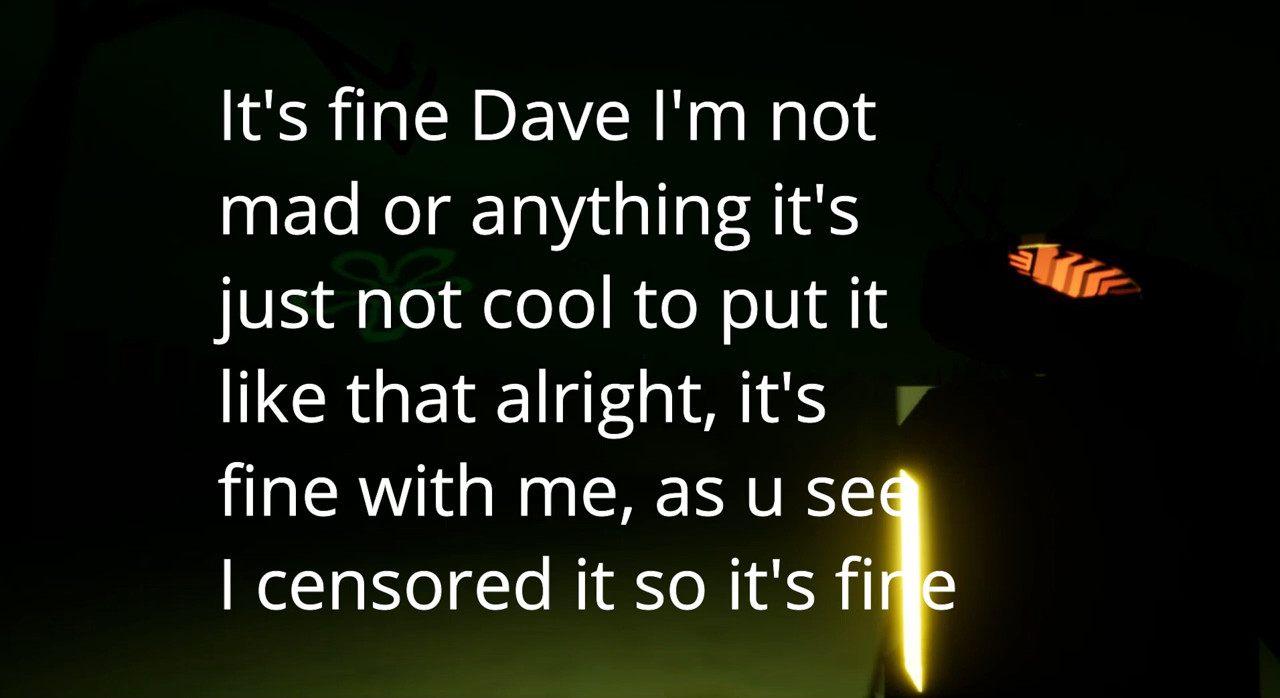 It's fine Dave I'm not
mad or anything it's
just not cool to put it
like that alright, it's
fine with me, as u see
I censored it so it's fine